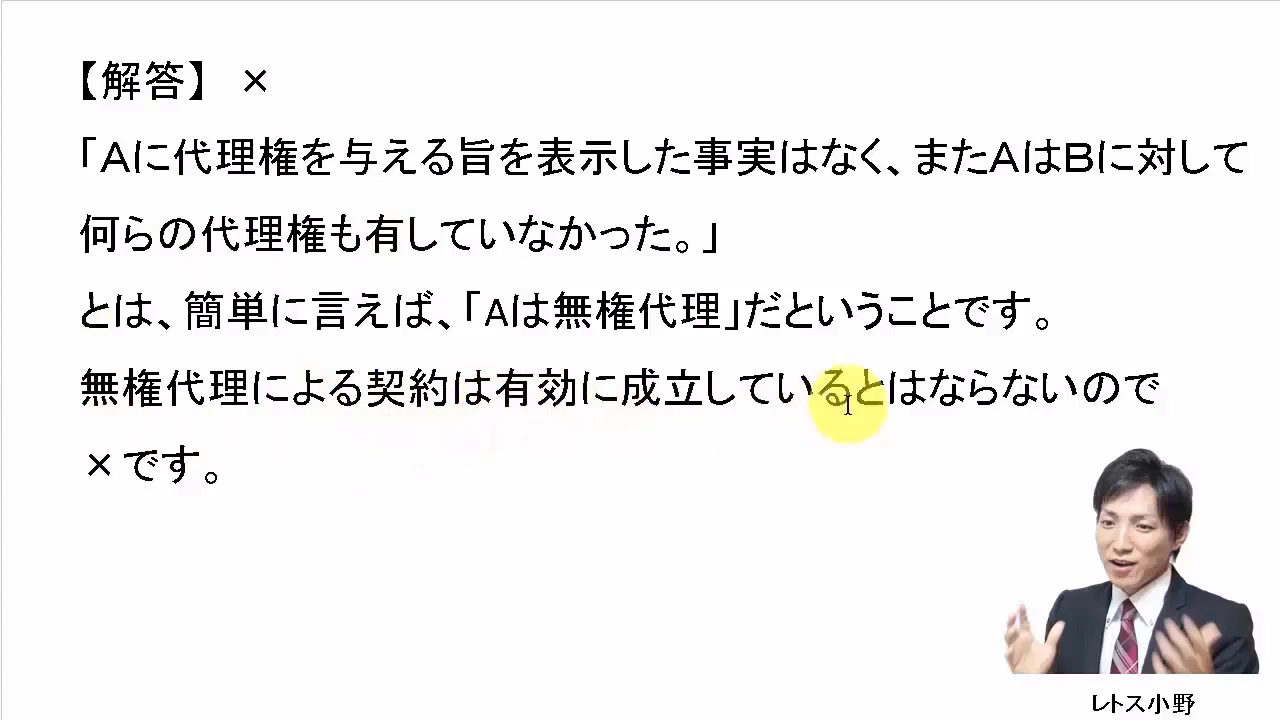 【解答】 ×
「Aに代理権を与える旨を表示した事実はなく、またAはBに対して
何らの代理権も有していなかった。」
とは、簡単に言えば、「Aは無権代理」だということです。
無権代理による契約は有効に成立しているとはならないので
×です。
レトス小野